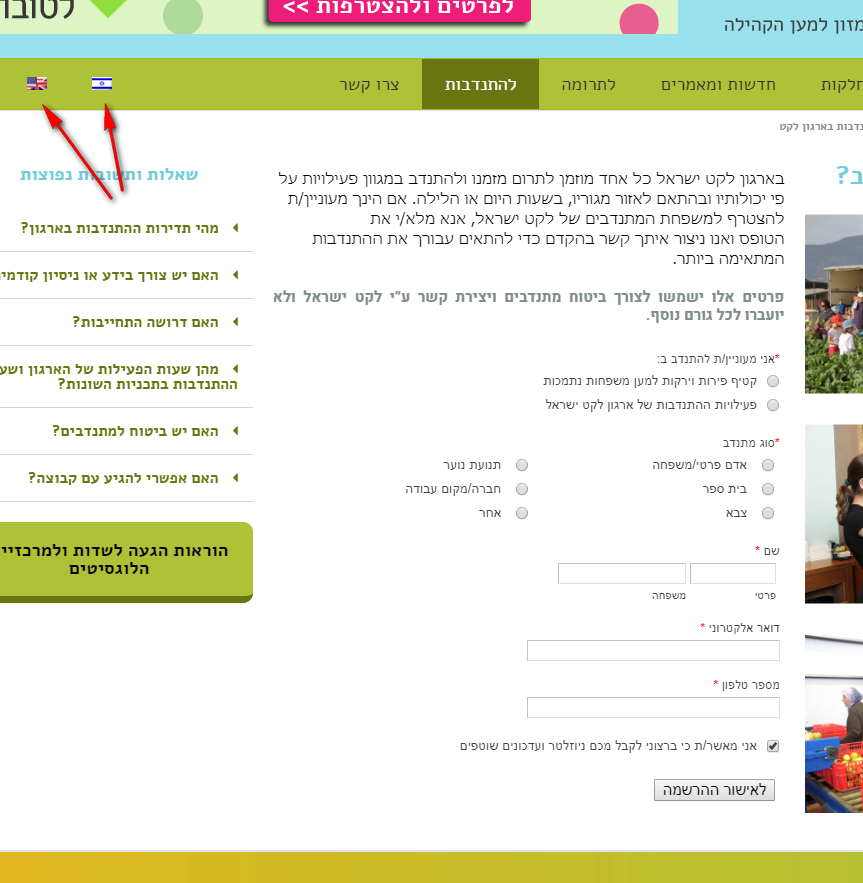 לפרטים ולהצטרפות >>
לטובת
מזון למען הקהילה
חדשות ומאמרים
לתרומה
להתנדבות
צרו קשר
בארגון לקט
ב?
בארגון לקט ישראל כל אחד מוזמן לתרום מזמנו ולהתנדב במגוון פעילויות על
פי יכולותיו ובהתאם לאזור מגוריו, בשעות היום או הלילה. אם הינך מעוניין/ת
להצטרף למשפחת המתנדבים של לקט ישראל, אנא מלא/י את
הטופס ואנו ניצור איתך קשר בהקדם כדי להתאים עבורך את ההתנדבות
המתאימה ביותר.
פרטים אלו ישמשו לצורך ביטוח מתנדבים ויצירת קשר ע"י לקט ישראל ולא
יועברו לכל גורם נוסף.
*אני מעוניין/ת להתנדב ב:
קטיף פירות וירקות למען משפחות נתמכות
פעילויות ההתנדבות של ארגון לקט ישראל
*סוג מתנדב
אדם פרטי/משפחה
תנועת נוער
בית ספר
חברה/מקום עבודה
צבא
אחר
שם *
פרטי
משפחה
דואר אלקטרוני *
מספר טלפון *
אני מאשר/ת כי ברצוני לקבל מכם ניוזלטר ועדכונים שוטפים
לאישור ההרשמה
שאלות ותשובות נפוצות
מהי תדירות ההתנדבות בארגון?
האם יש צורך בידע או ניסיון
האם דרושה התחייבות?
מהן שעות הפעילות של הארגון
ההתנדבות בתכניות השונות?
האם יש ביטוח למתנדבים?
האם אפשרי להגיע עם קבוצה?
הוראות הגעה לשדות
הלוגסיטים